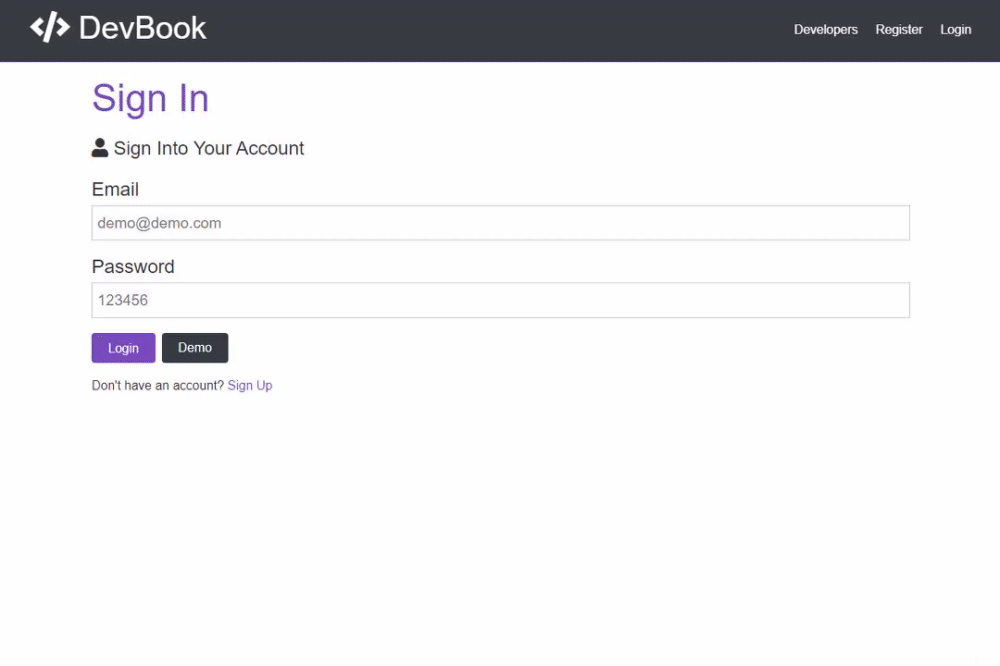 </> DevBook
Developers Register Login
Sign In
Sign Into Your Account
Email
demo@demo.com
Password
123456
Login Demo
Don't have an account? Sign Up